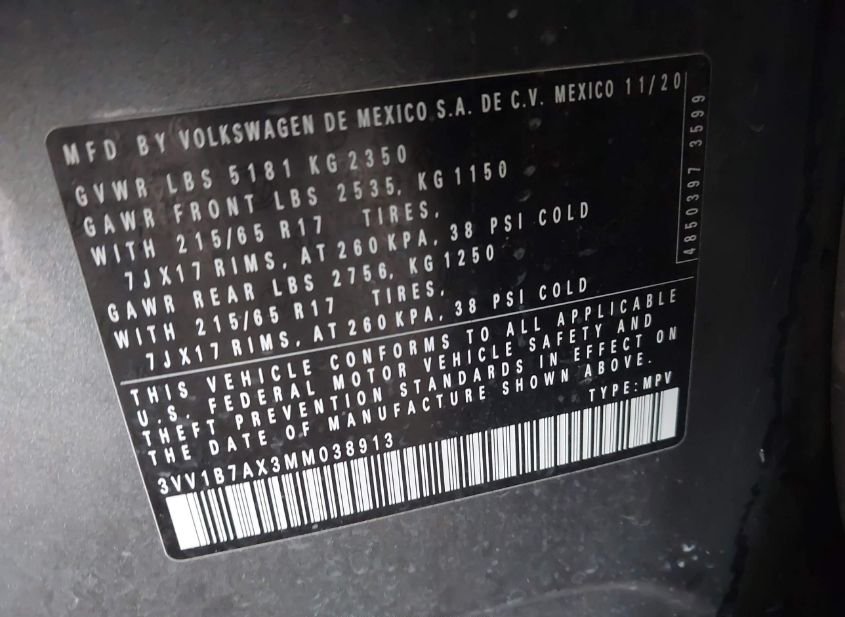 MFD BY VOLKSWAGEN DE MEXICO S.A. DE C.V. MEXICO 11/20
GVWR LBS 5181 KG 2350
GAWR FRONT LBS 2535, KG 1150
WITH 215/65 R17 TIRES,
7JX17 RIMS, AT 260 KPA, 38 PSI COLD
GAWR REAR LBS 2756, KG 1250
WITH 215/65 R17 TIRES,
7JX17 RIMS, AT 260 KPA, 38 PSI COLD
THIS VEHICLE CONFORMS TO ALL APPLICABLE
U.S. FEDERAL MOTOR VEHICLE SAFETY AND
THEFT PREVENTION STANDARDS IN EFFECT ON
THE DATE OF MANUFACTURE SHOWN ABOVE.
TYPE: MPV
3VV1B7AX3MM038913
4850397 3599